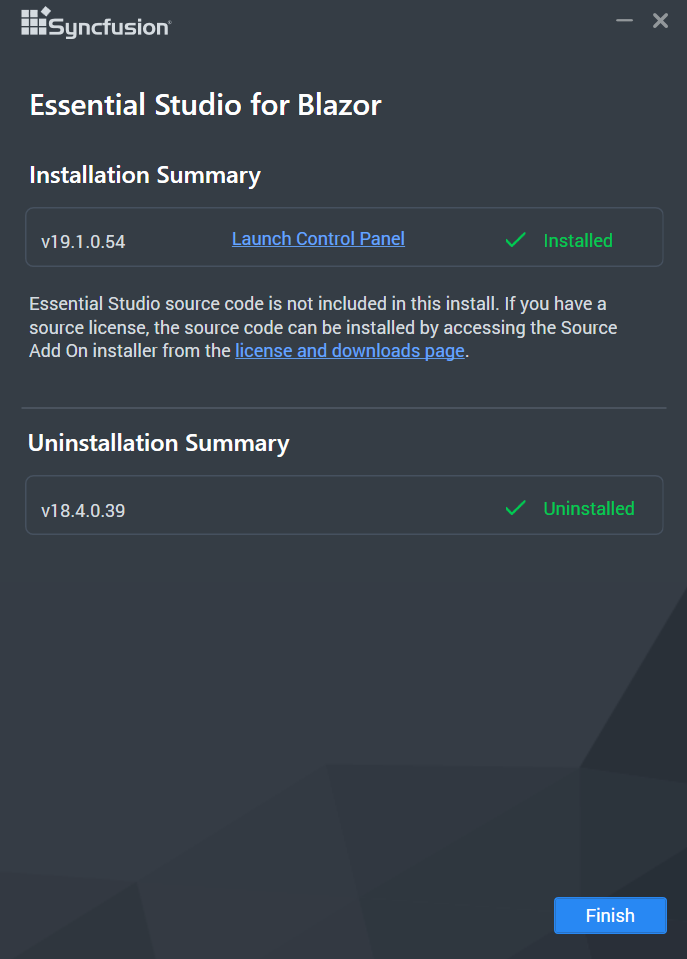 Syncfusion®
Essential Studio for Blazor
Installation Summary
v19.1.0.54 Launch Control Panel Installed
Essential Studio source code is not included in this install. If you have a
source license, the source code can be installed by accessing the Source
Add On installer from the license and downloads page.
Uninstallation Summary
v18.4.0.39 Uninstalled
Finish